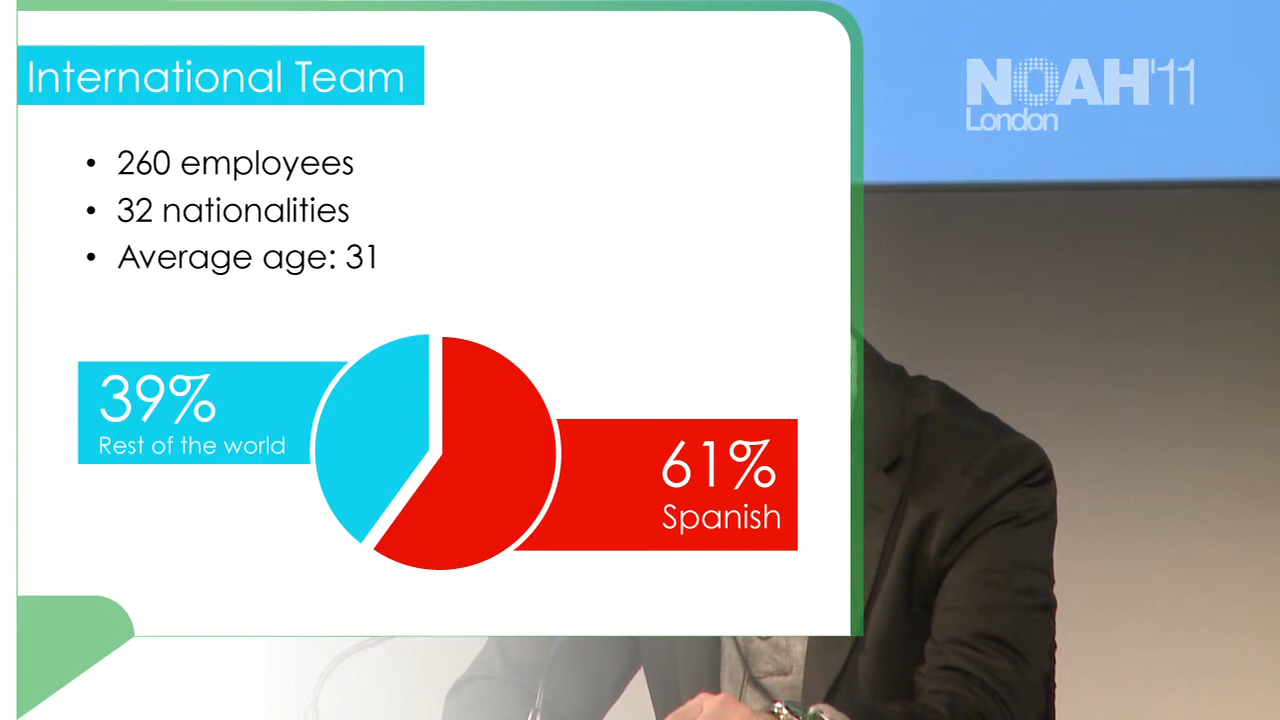 International Team
NOAH'11
London
• 260 employees
• 32 nationalities
• Average age: 31
39%
Rest of the world
61%
Spanish